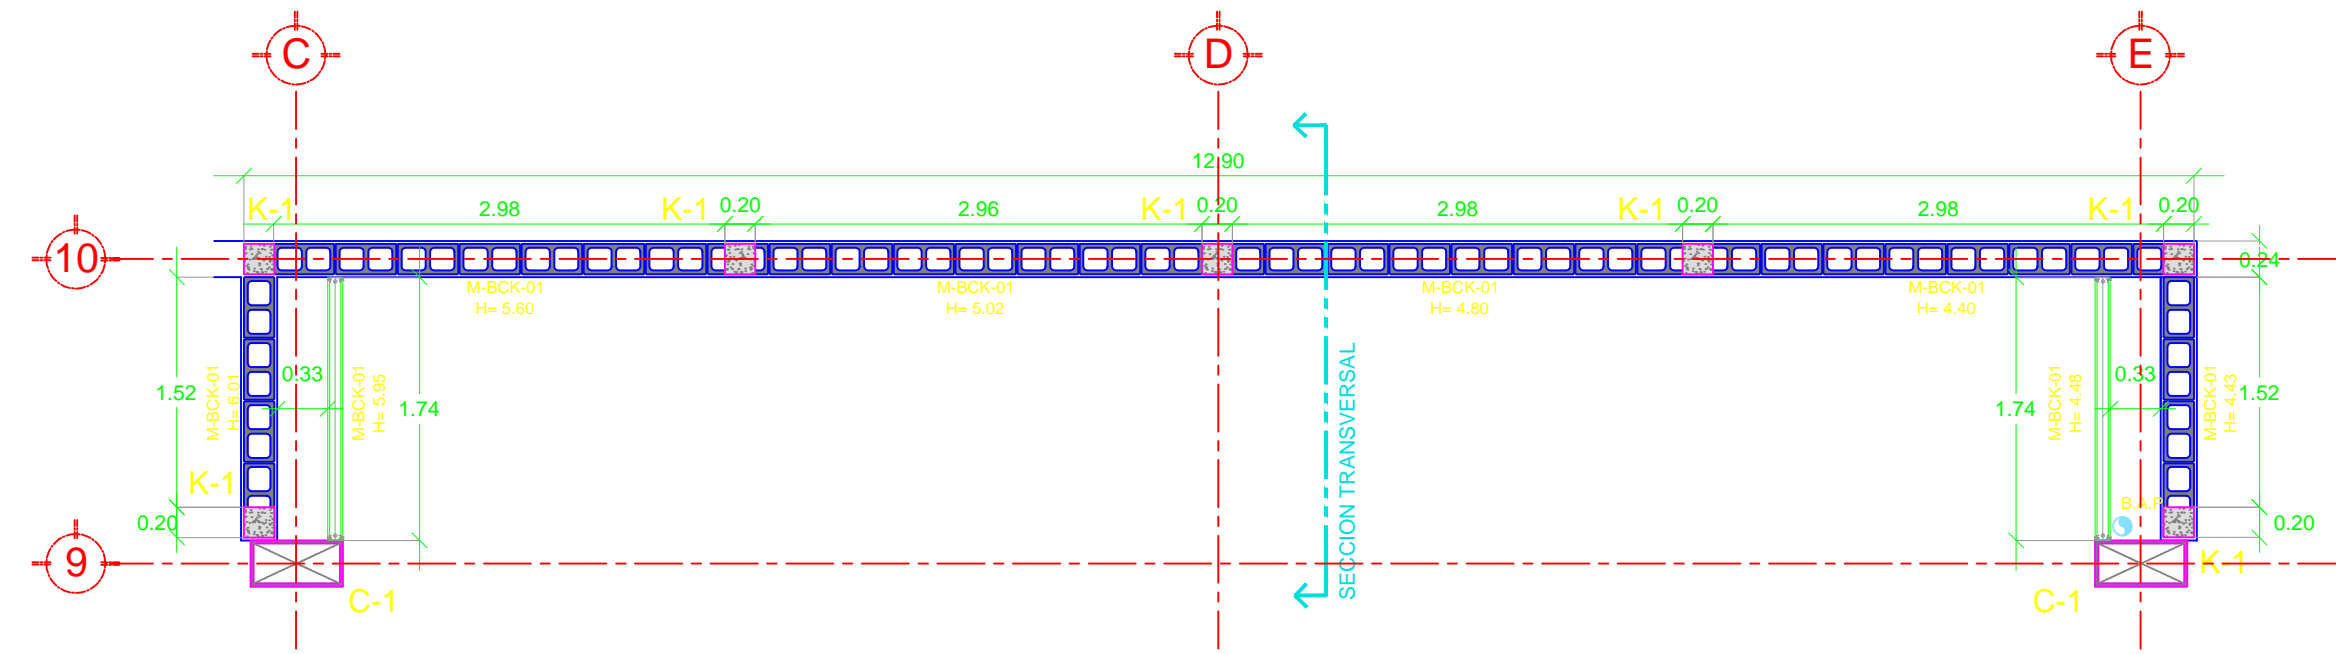 C
D
E
12.90
K-1
2.98
K-1
0.20
2.96
K-1
0.20
2.98
K-1
0.20
2.98
K-1
0.20
10
0.24
M-BCK-01
H= 5.60
M-BCK-01
H= 5.02
M-BCK-01
H= 4.80
M-BCK-01
H= 4.40
1.52
M-BCK-01
H= 6.01
0.33
M-BCK-01
H= 5.95
1.74
SECCION TRANSVERSAL
1.74
M-BCK-01
H= 4.48
0.33
M-BCK-01
H= 4.43
1.52
K-1
0.20
B.A.P
0.20
9
K-1
C-1
C-1